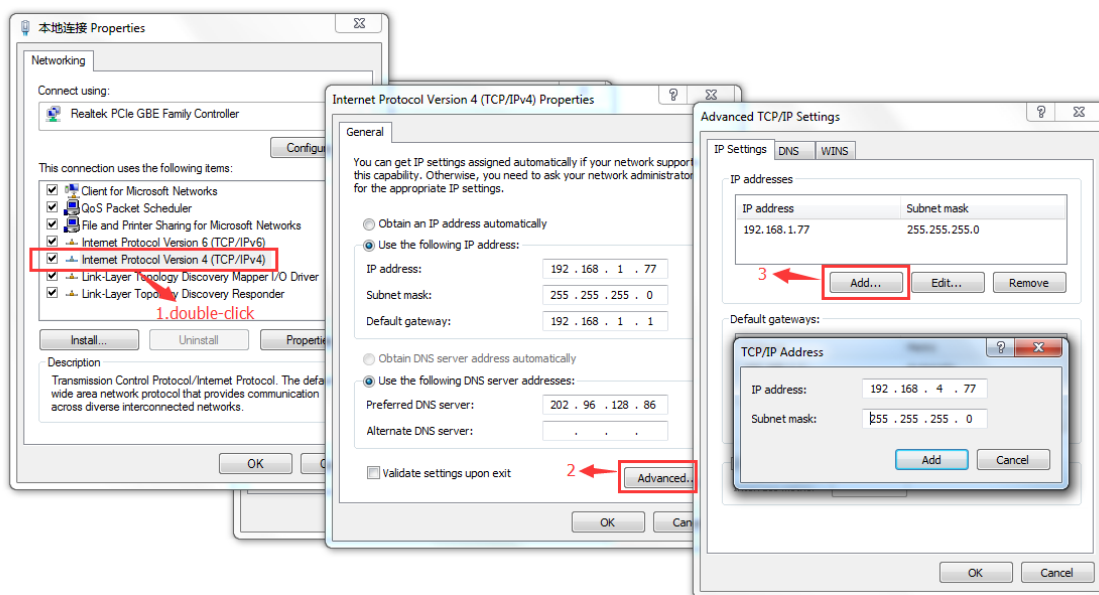 本地连接 Properties
Networking
Connect using:
Realtek PCIe GBE Family Controller
This connection uses the following items:
Client for Microsoft Networks
QoS Packet Scheduler
File and Printer Sharing for Microsoft Networks
Internet Protocol Version 6 (TCP/IPv6)
Internet Protocol Version 4 (TCP/IPv4)
Link-Layer Topology Discovery Mapper I/O Driver
Link-Layer Topology Discovery Responder
1.double-click
Install...
Uninstall
Description
Transmission Control Protocol/Internet Protocol. The
wide area network protocol that provides communication
across diverse interconnected networks.
OK
Internet Protocol Version 4 (TCP/IPv4) Properties
General
You can get IP settings assigned automatically if your network support
this capability. Otherwise, you need to ask your network administrator
for the appropriate IP settings.
Obtain an IP address automatically
Use the following IP address:
IP address: 192 . 168 . 1 . 77
Subnet mask: 255 . 255 . 255 . 0
Default gateway: 192 . 168 . 1 . 1
Obtain DNS server address automatically
Use the following DNS server addresses:
Preferred DNS server: 202 . 96 . 128 . 86
Alternate DNS server: . . .
Validate settings upon exit
2
Advanced..
OK
Advanced TCP/IP Settings
IP Settings DNS WINS
IP addresses
IP address Subnet mask
192.168.1.77 255.255.255.0
3
Add... Edit... Remove
Default gateways:
TCP/IP Address
IP address: 192 . 168 . 4 . 77
Subnet mask: 255 . 255 . 255 . 0
Add Cancel
OK Cancel